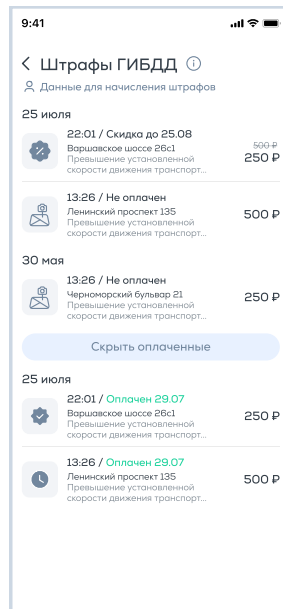 9:41
Штрафы ГИБДД
Данные для начисления штрафов
25 июля
22:01 / Скидка до 25.08
Варшавское шоссе 26с1
Превышение установленной
скорости движения транспорт...
500 ₽
250 ₽
13:26 / Не оплачен
Ленинский проспект 135
Превышение установленной
скорости движения транспорт...
500 ₽
30 мая
13:26 / Не оплачен
Черноморский бульвар 21
Превышение установленной
скорости движения транспорт...
250 ₽
Скрыть оплаченные
25 июля
22:01 / Оплачен 29.07
Варшавское шоссе 26с1
Превышение установленной
скорости движения транспорт...
250 ₽
13:26 / Оплачен 29.07
Ленинский проспект 135
Превышение установленной
скорости движения транспорт...
500 ₽